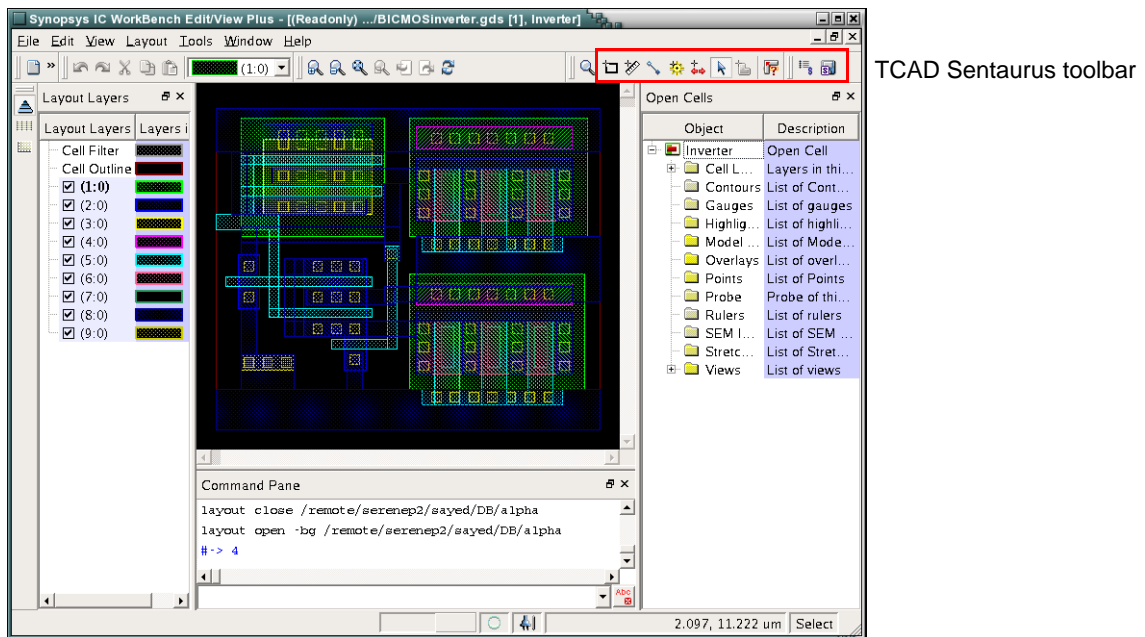 Synopsys IC WorkBench Edit/View Plus - [(Readonly) .../BICMOSinverter.gds [1], Inverter]
File Edit View Layout Tools Window Help
» (1:0)
TCAD Sentaurus toolbar
Layout Layers
Layout Layers Layers i
Cell Filter
Cell Outline
(1:0)
(2:0)
(3:0)
(4:0)
(5:0)
(6:0)
(7:0)
(8:0)
(9:0)
Open Cells
Object Description
Inverter Open Cell
Cell L... Layers in thi...
Contours List of Cont...
Gauges List of gauges
Highlig... List of highli...
Model ... List of Mode...
Overlays List of overl...
Points List of Points
Probe Probe of thi...
Rulers List of rulers
SEM I... List of SEM ...
Stretc... List of Stret...
Views List of views
Command Pane
layout close /remote/serenep2/sayed/DB/alpha
layout open -bg /remote/serenep2/sayed/DB/alpha
#-> 4
Abc
2.097, 11.222 um Select